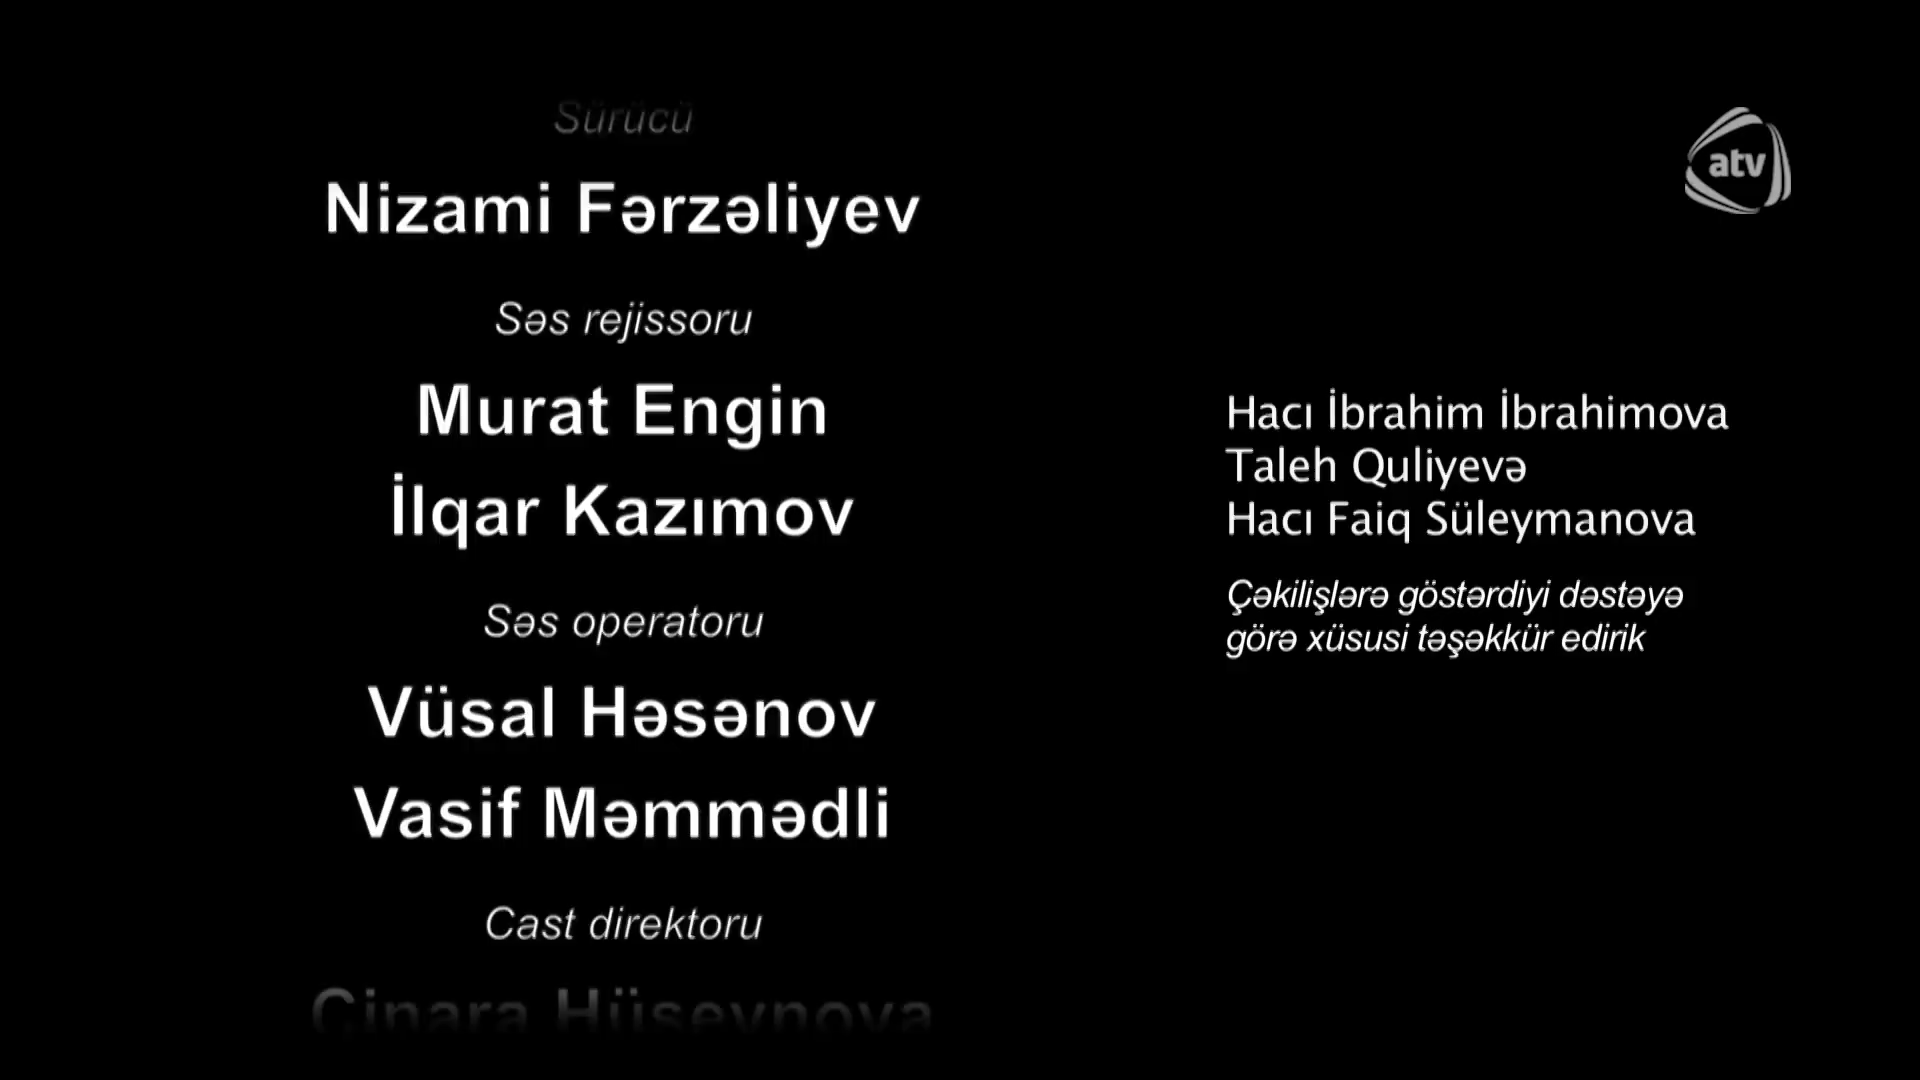 Sürücü
Nizami Fərzəliyev
Səs rejissoru
Murat Engin
İlqar Kazımov
Səs operatoru
Vüsal Həsənov
Vasif Məmmədli
Cast direktoru
Hüseynova
atv
Hacı İbrahim İbrahimova
Taleh Quliyevə
Hacı Faiq Süleymanova
Çəkilişlərə göstərdiyi dəstəyə
görə xüsusi təşəkkür edirik